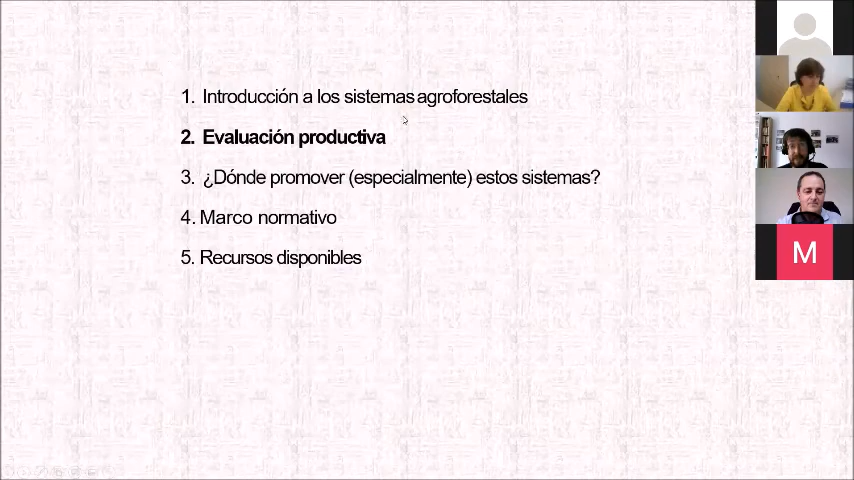 1. Introducción a los sistemas agroforestales
2. Evaluación productiva
3. ¿Dónde promover (especialmente) estos sistemas?
4. Marco normativo
5. Recursos disponibles
M